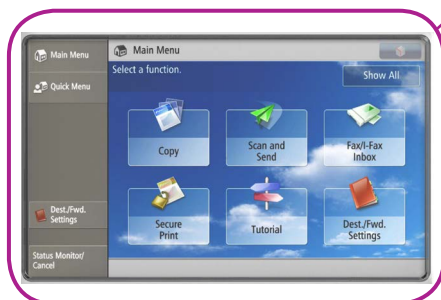 Main Menu
Quick Menu
Dest./Fwd.
Settings
Status Monitor/
Cancel
Main Menu
Select a function.
Show All
Copy
Scan and
Send
Fax/I-Fax
Inbox
Secure
Print
Tutorial
Dest./Fwd.
Settings